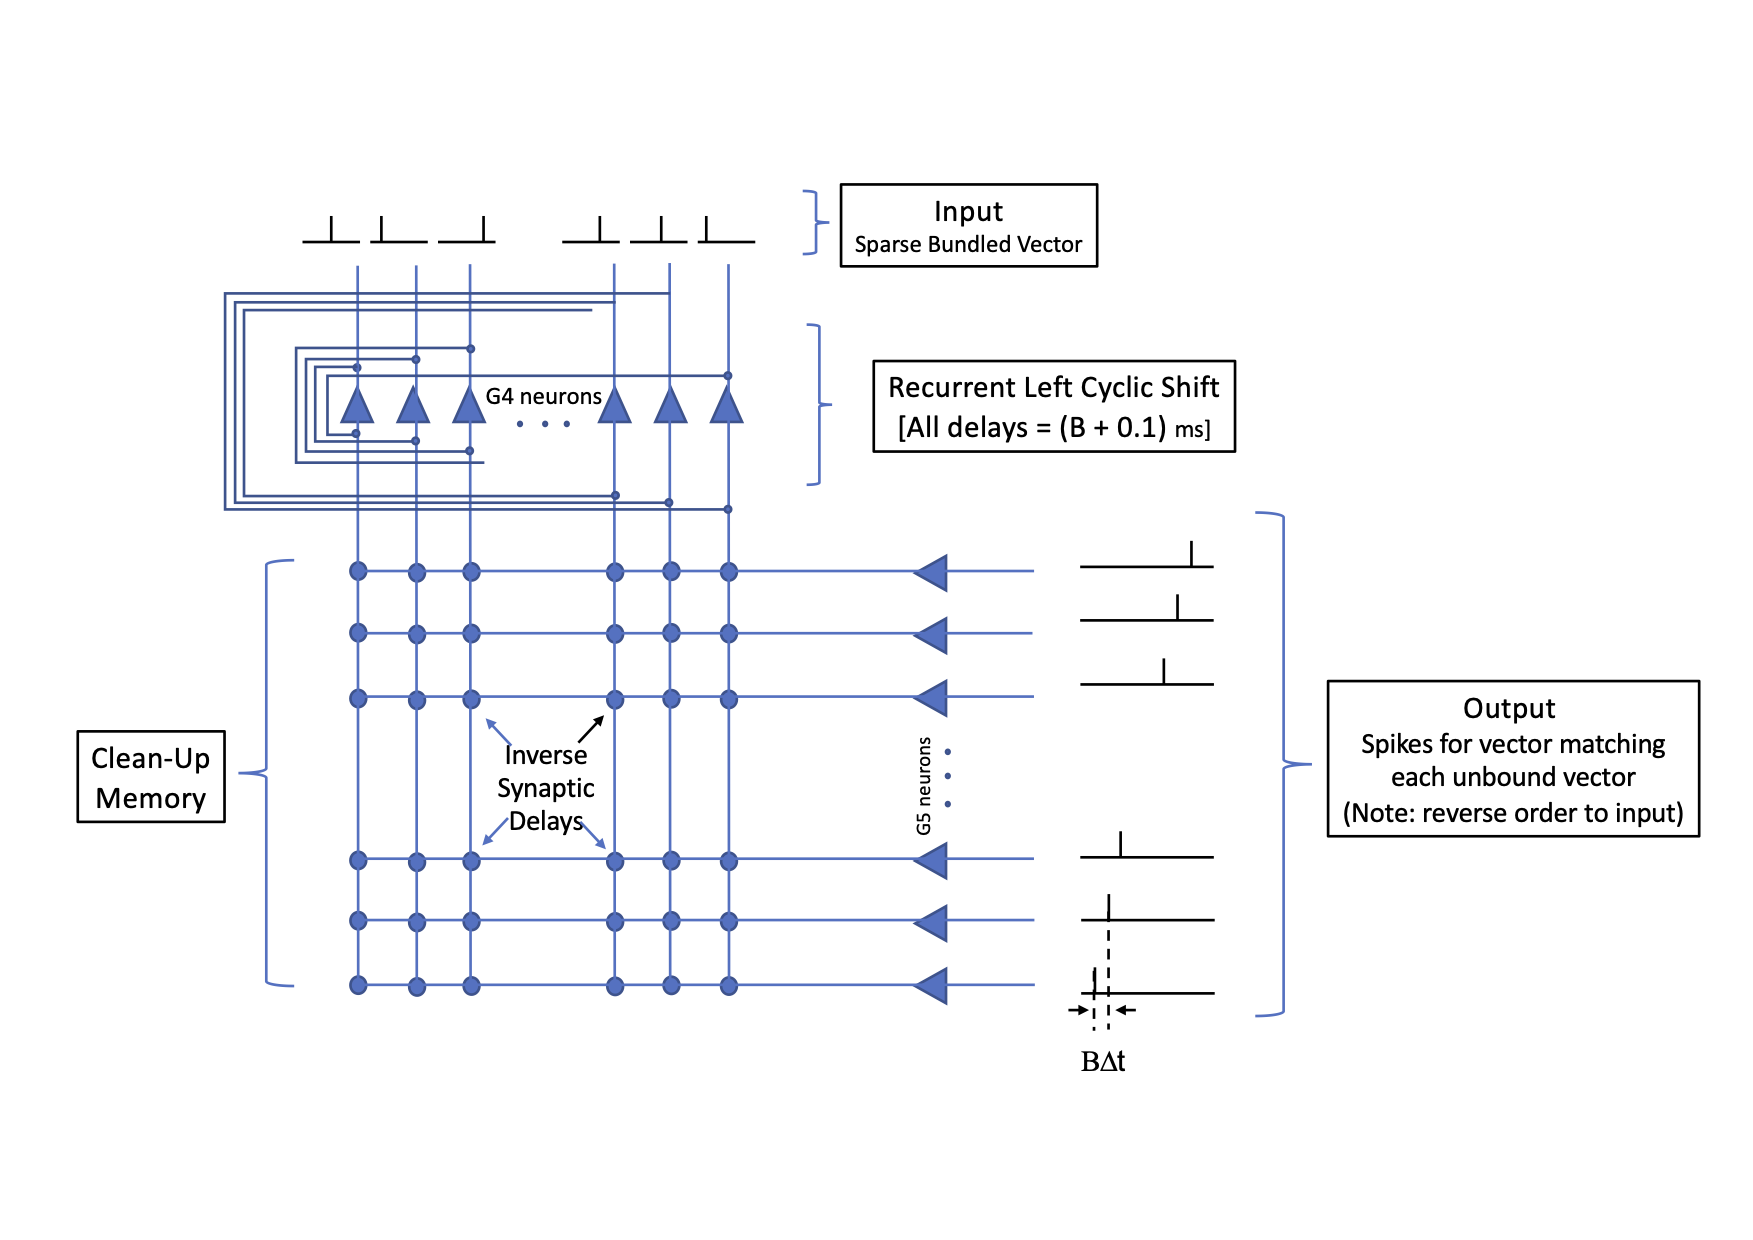 Input
Sparse Bundled Vector
G4 neurons
Recurrent Left Cyclic Shift
[All delays = (B + 0.1) ms]
Clean-Up
Memory
Inverse
Synaptic
Delays
G5 neurons
Output
Spikes for vector matching
each unbound vector
(Note: reverse order to input)
BΔt